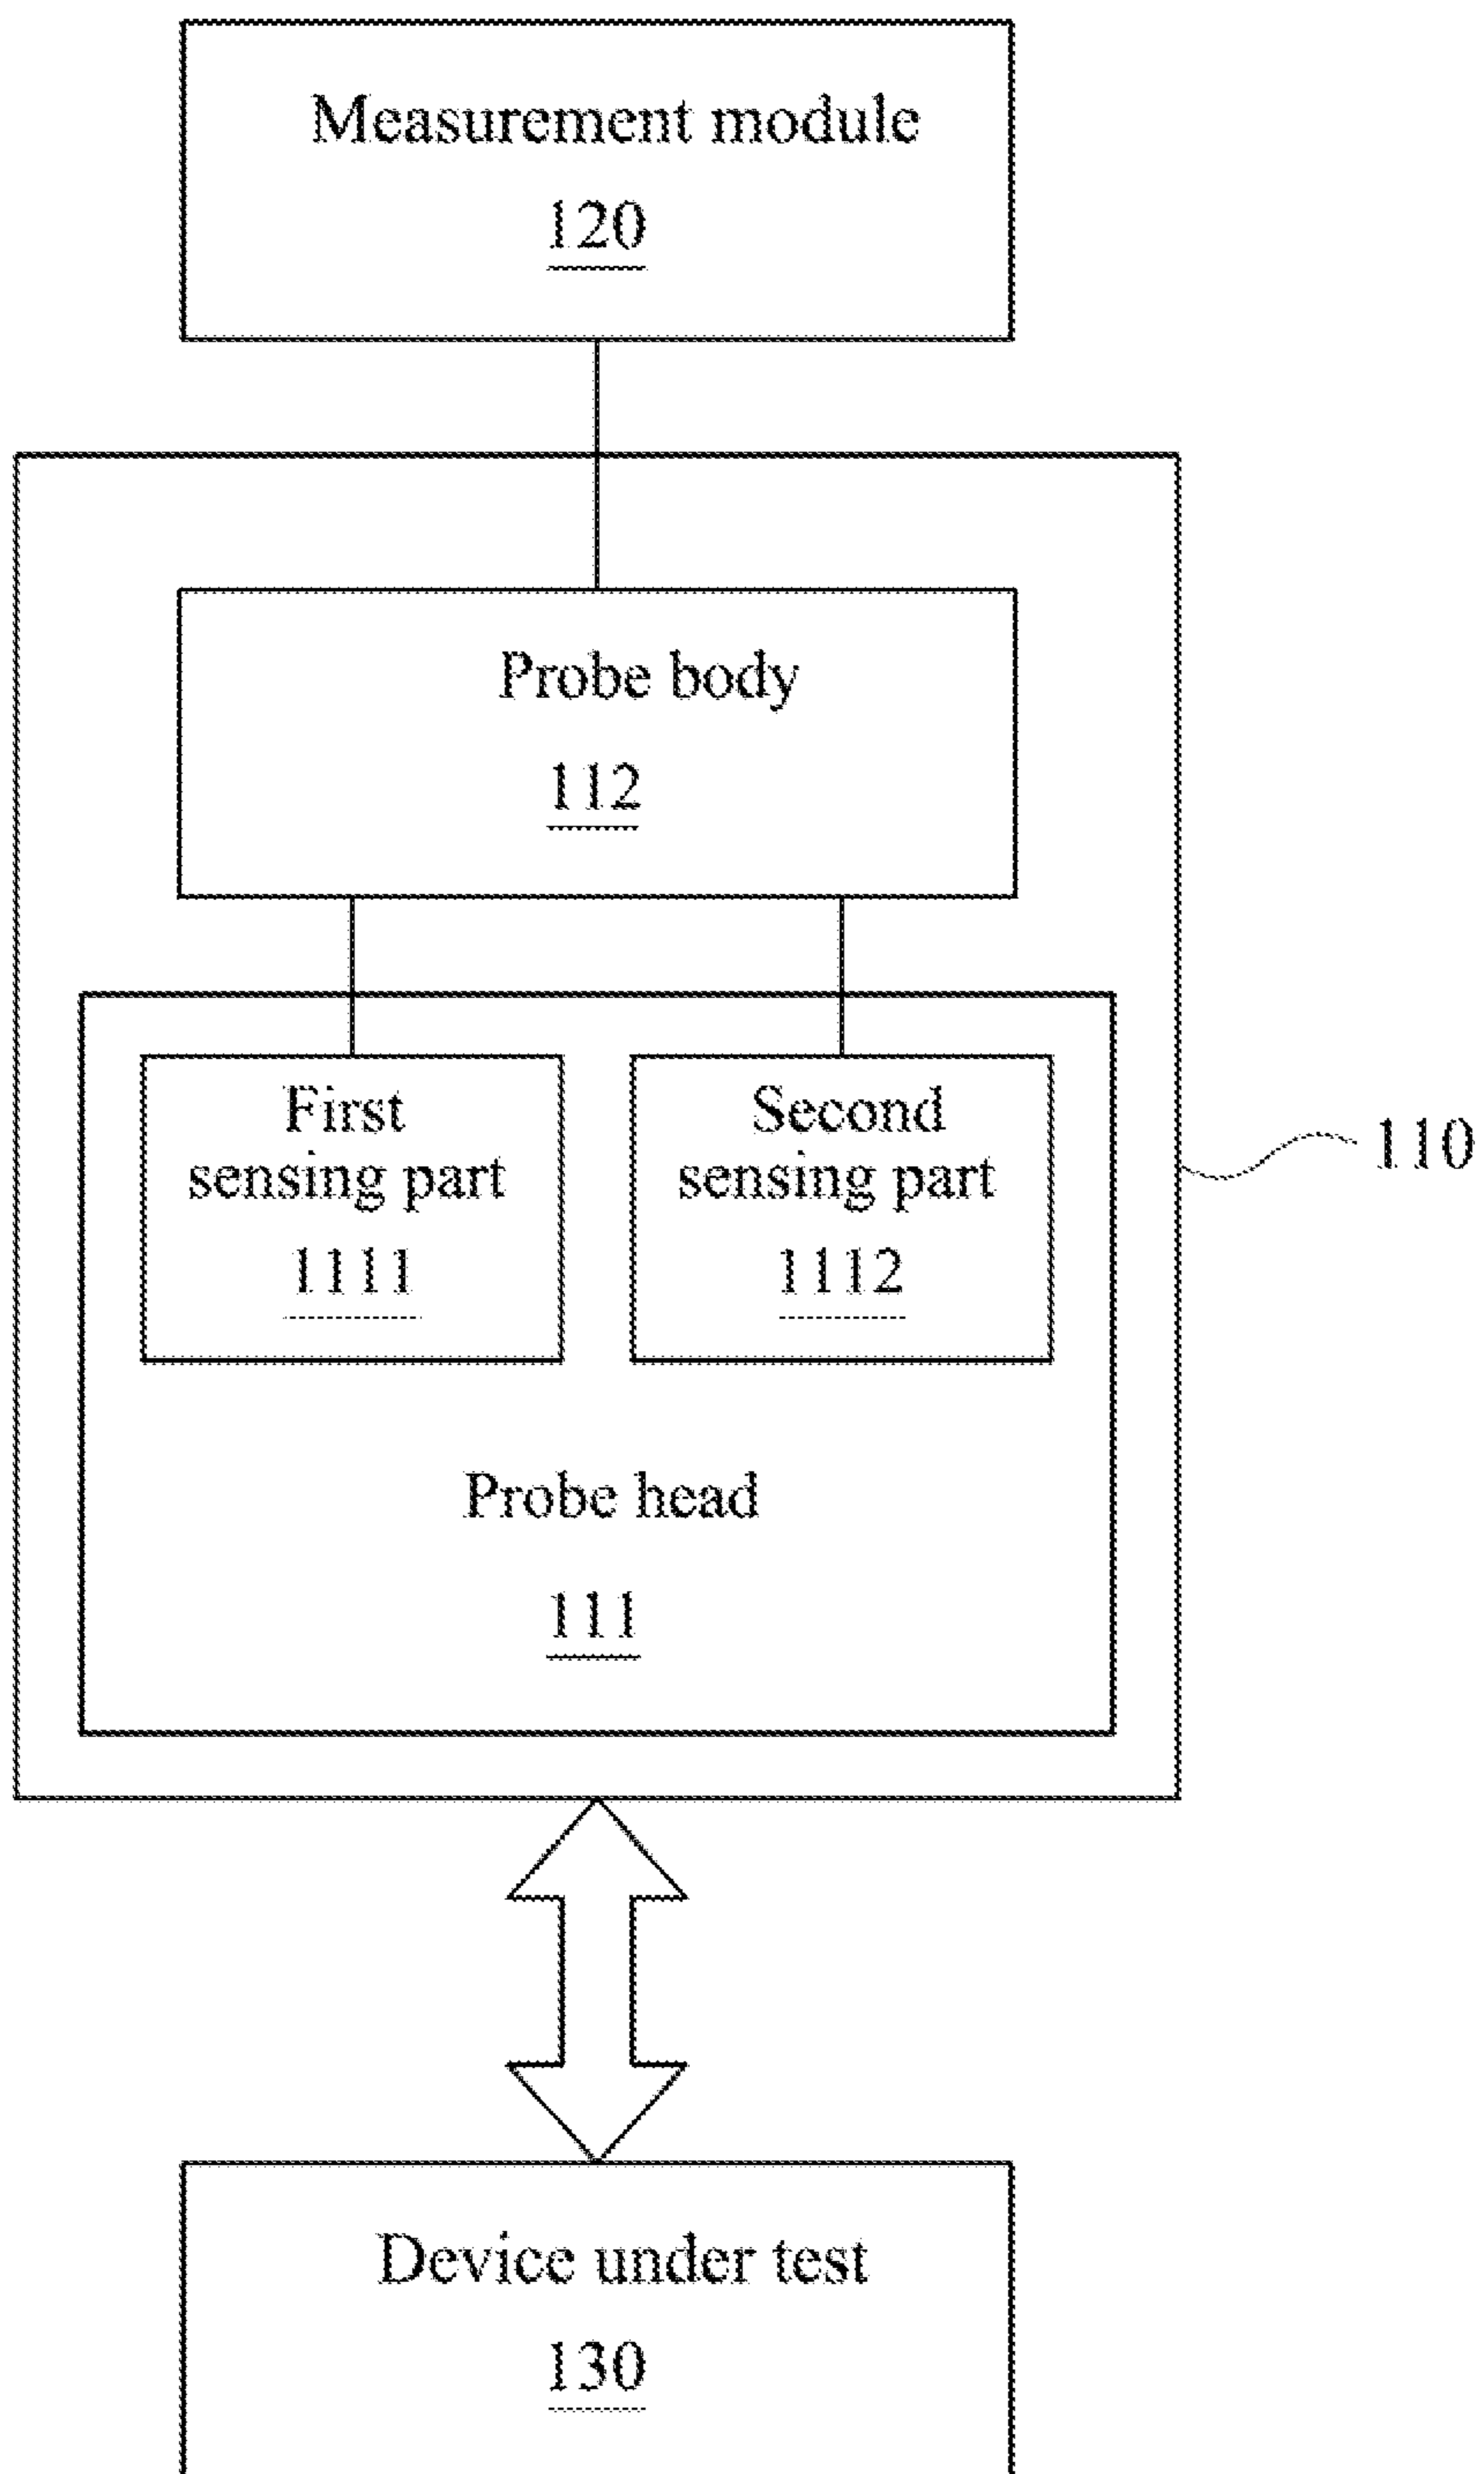 Measurement module
120
Probe body
112
First
sensing part
1111
Second
sensing part
1112
110
Probe head
111
Device under test
130